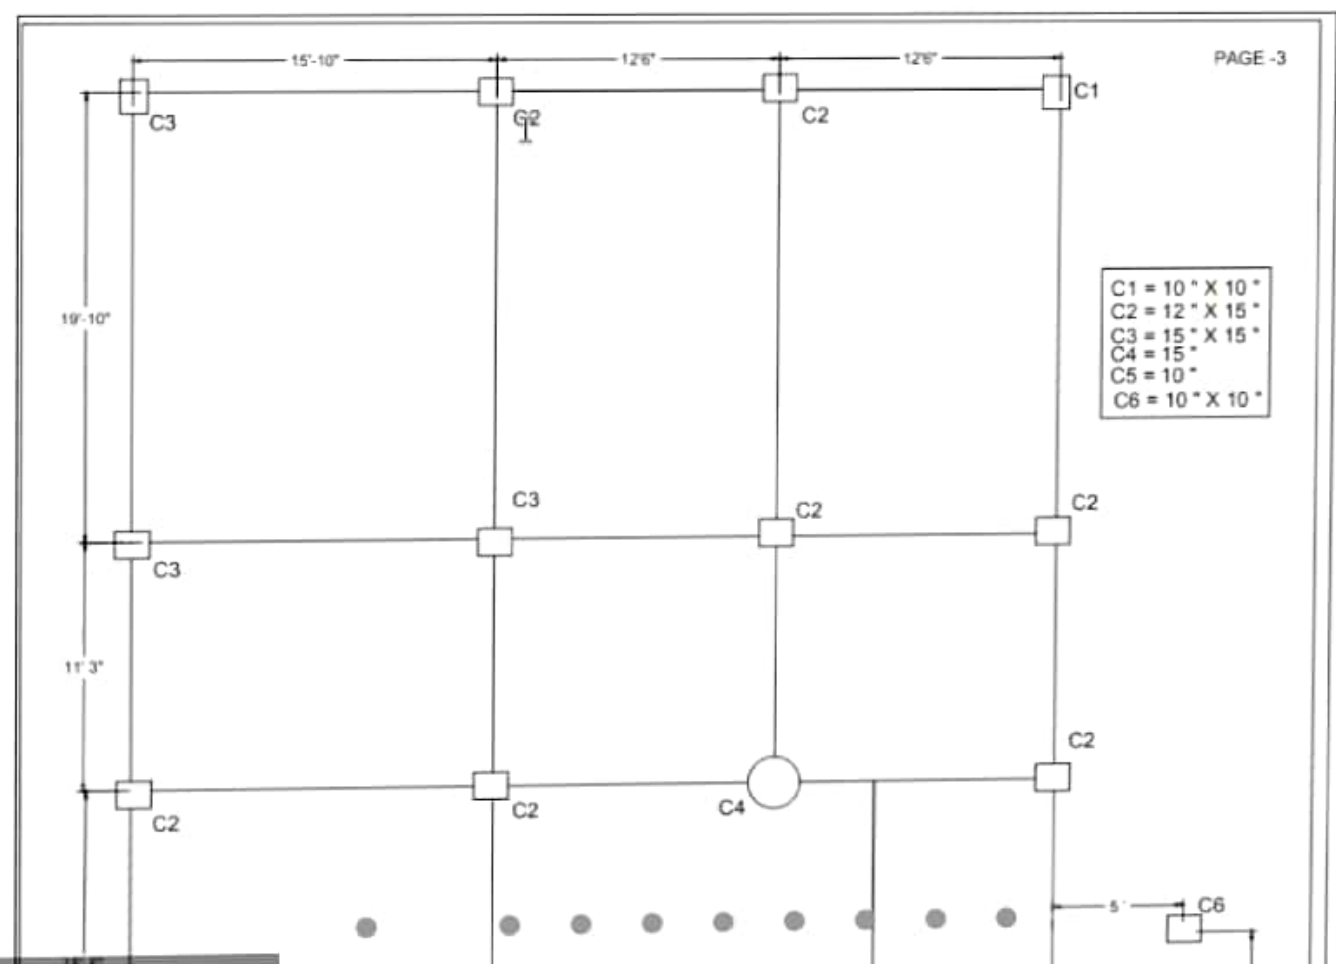 15'-10"
12'6"
12'6"
PAGE -3
C3
C2
C2
C1
19'-10"
C1 = 10 " X 10 "
C2 = 12 " X 15 "
C3 = 15 " X 15 "
C4 = 15 "
C5 = 10 "
C6 = 10 " X 10 "
C3
C2
C2
C3
11' 3"
C2
C2
C2
C4
C2
5 '
C6